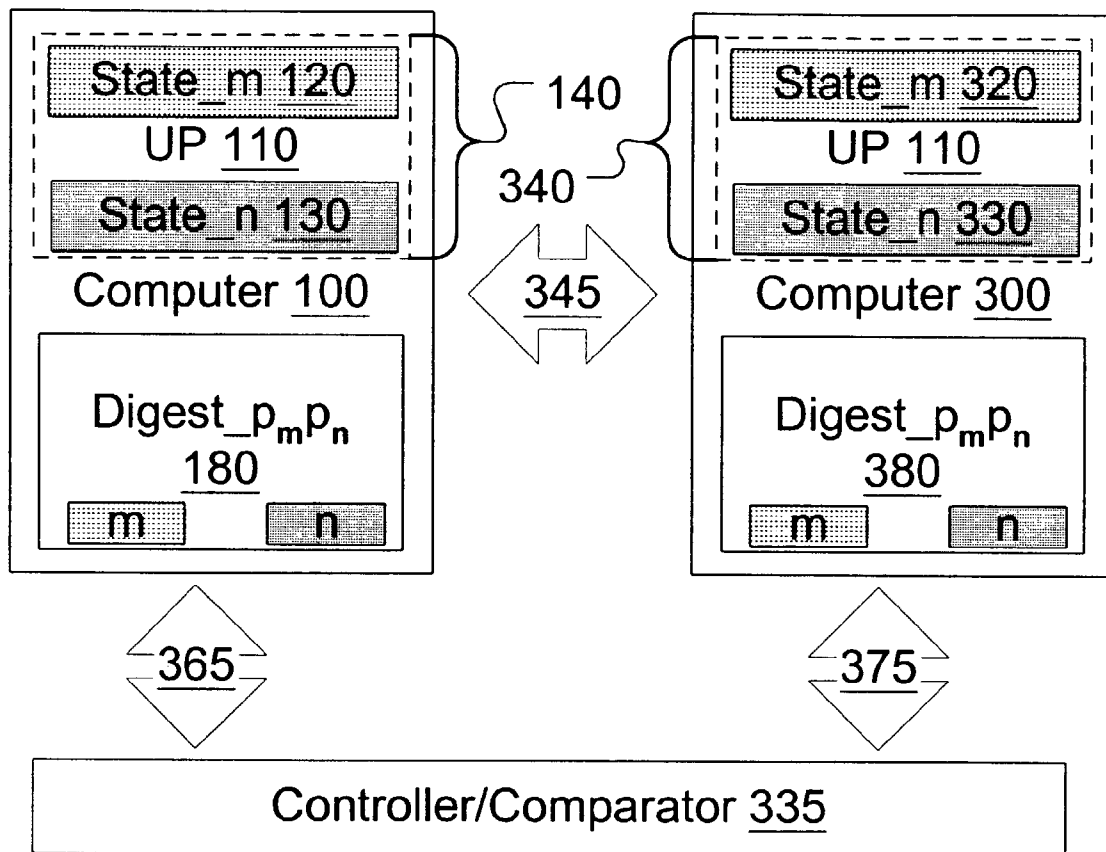 State_m 120
UP 110
State_n 130
Computer 100
Digest_pmpn
180
m n
140
340
345
State_m 320
UP 110
State_n 330
Computer 300
Digest_pmpn
380
m n
365
375
Controller/Comparator 335